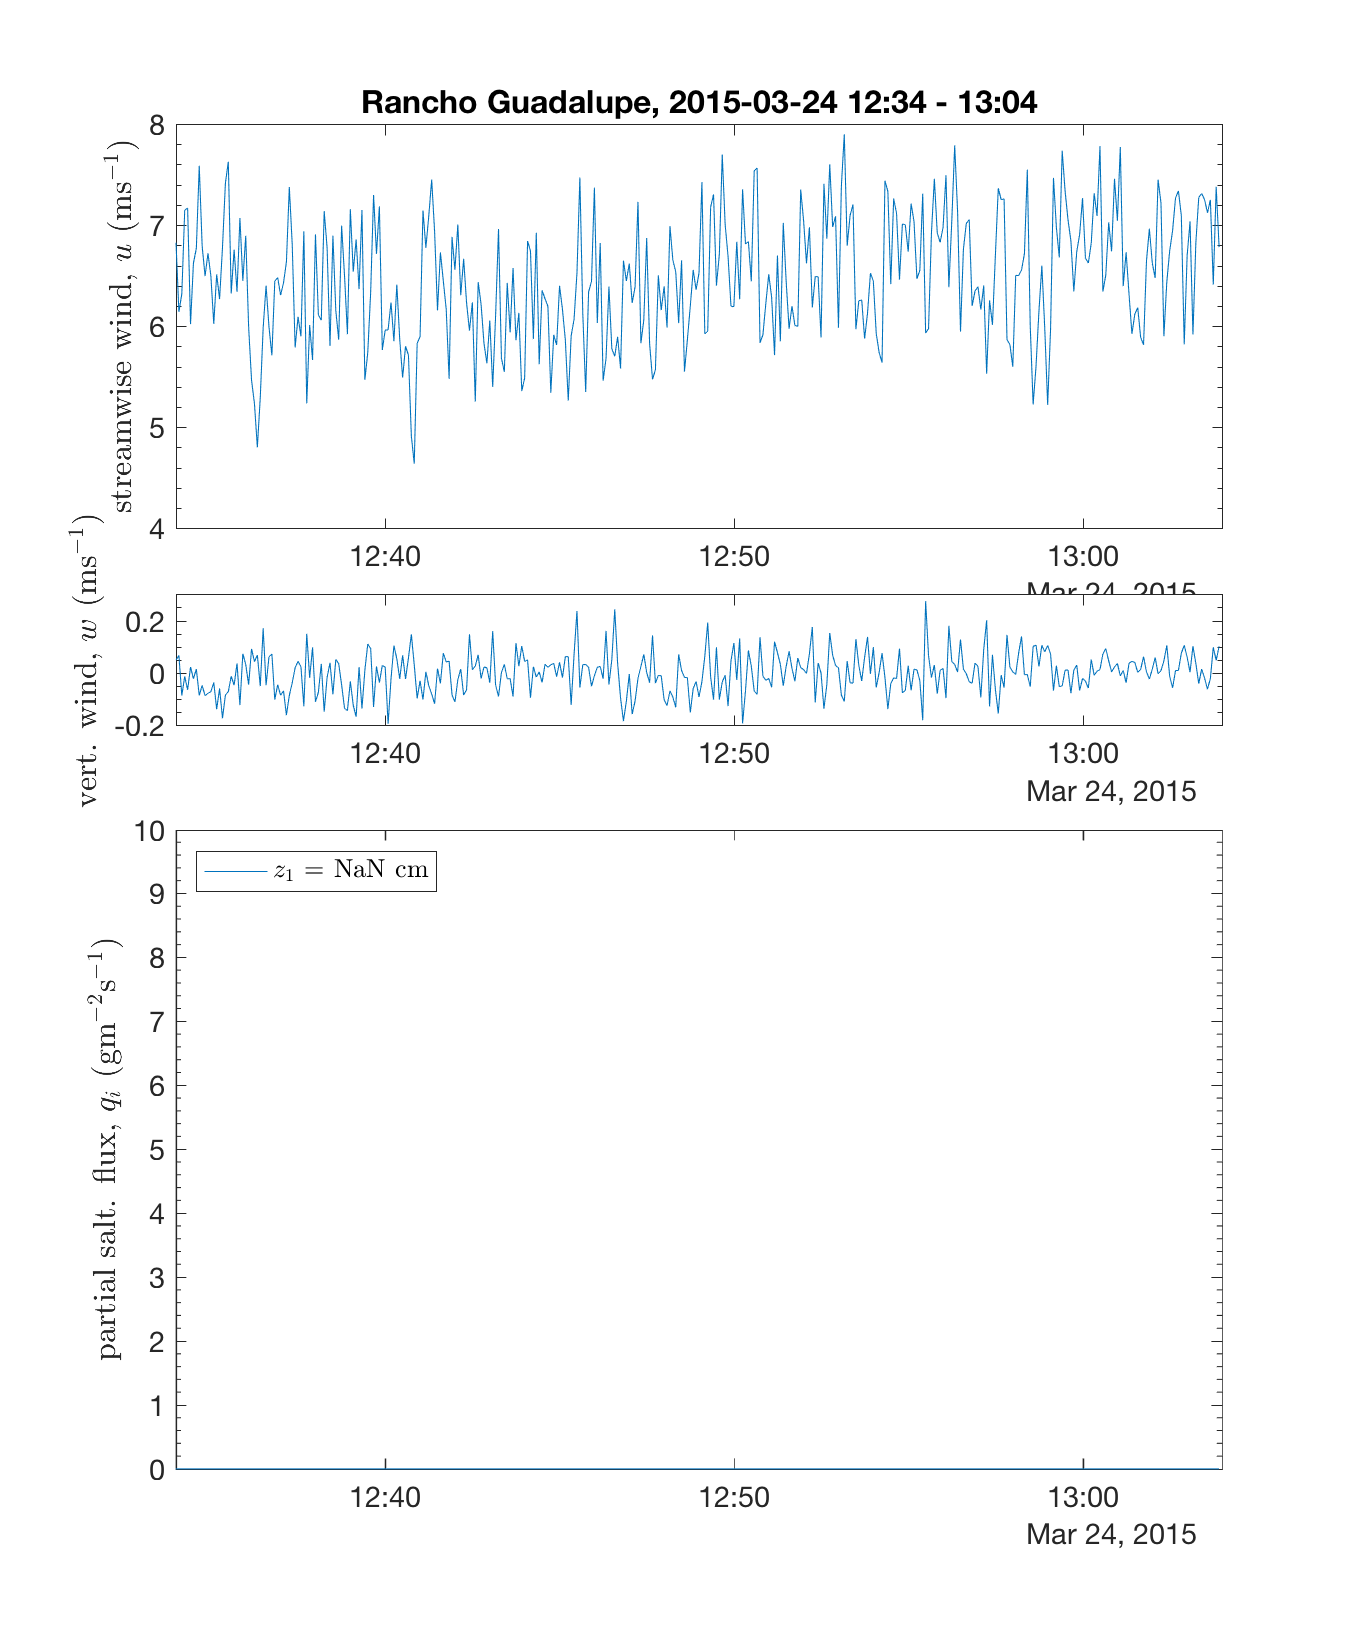 Rancho Guadalupe, 2015-03-24 12:34 - 13:04
streamwise wind, u (ms⁻¹)
8
7
6
5
4
12:40 12:50 13:00
Mar 24, 2015
vert. wind, w (ms⁻¹)
0.2
0
-0.2
12:40 12:50 13:00
Mar 24, 2015
partial salt. flux, qᵢ (gm⁻²s⁻¹)
10
z₁ = NaN cm
9
8
7
6
5
4
3
2
1
0
12:40 12:50 13:00
Mar 24, 2015